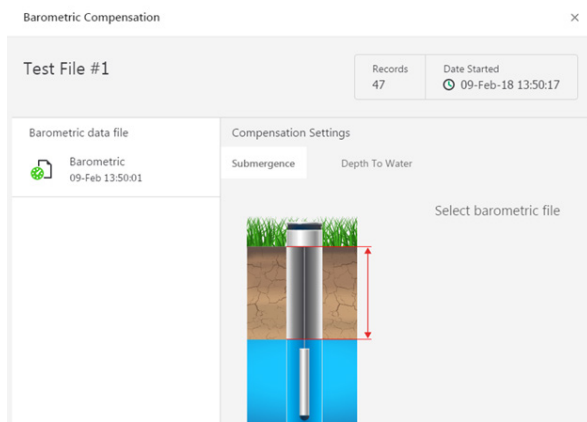 Barometric Compensation
Test File #1
Records
47
Date Started
09-Feb-18 13:50:17
Barometric data file
Barometric
09-Feb 13:50:01
Compensation Settings
Submergence
Depth To Water
Select barometric file